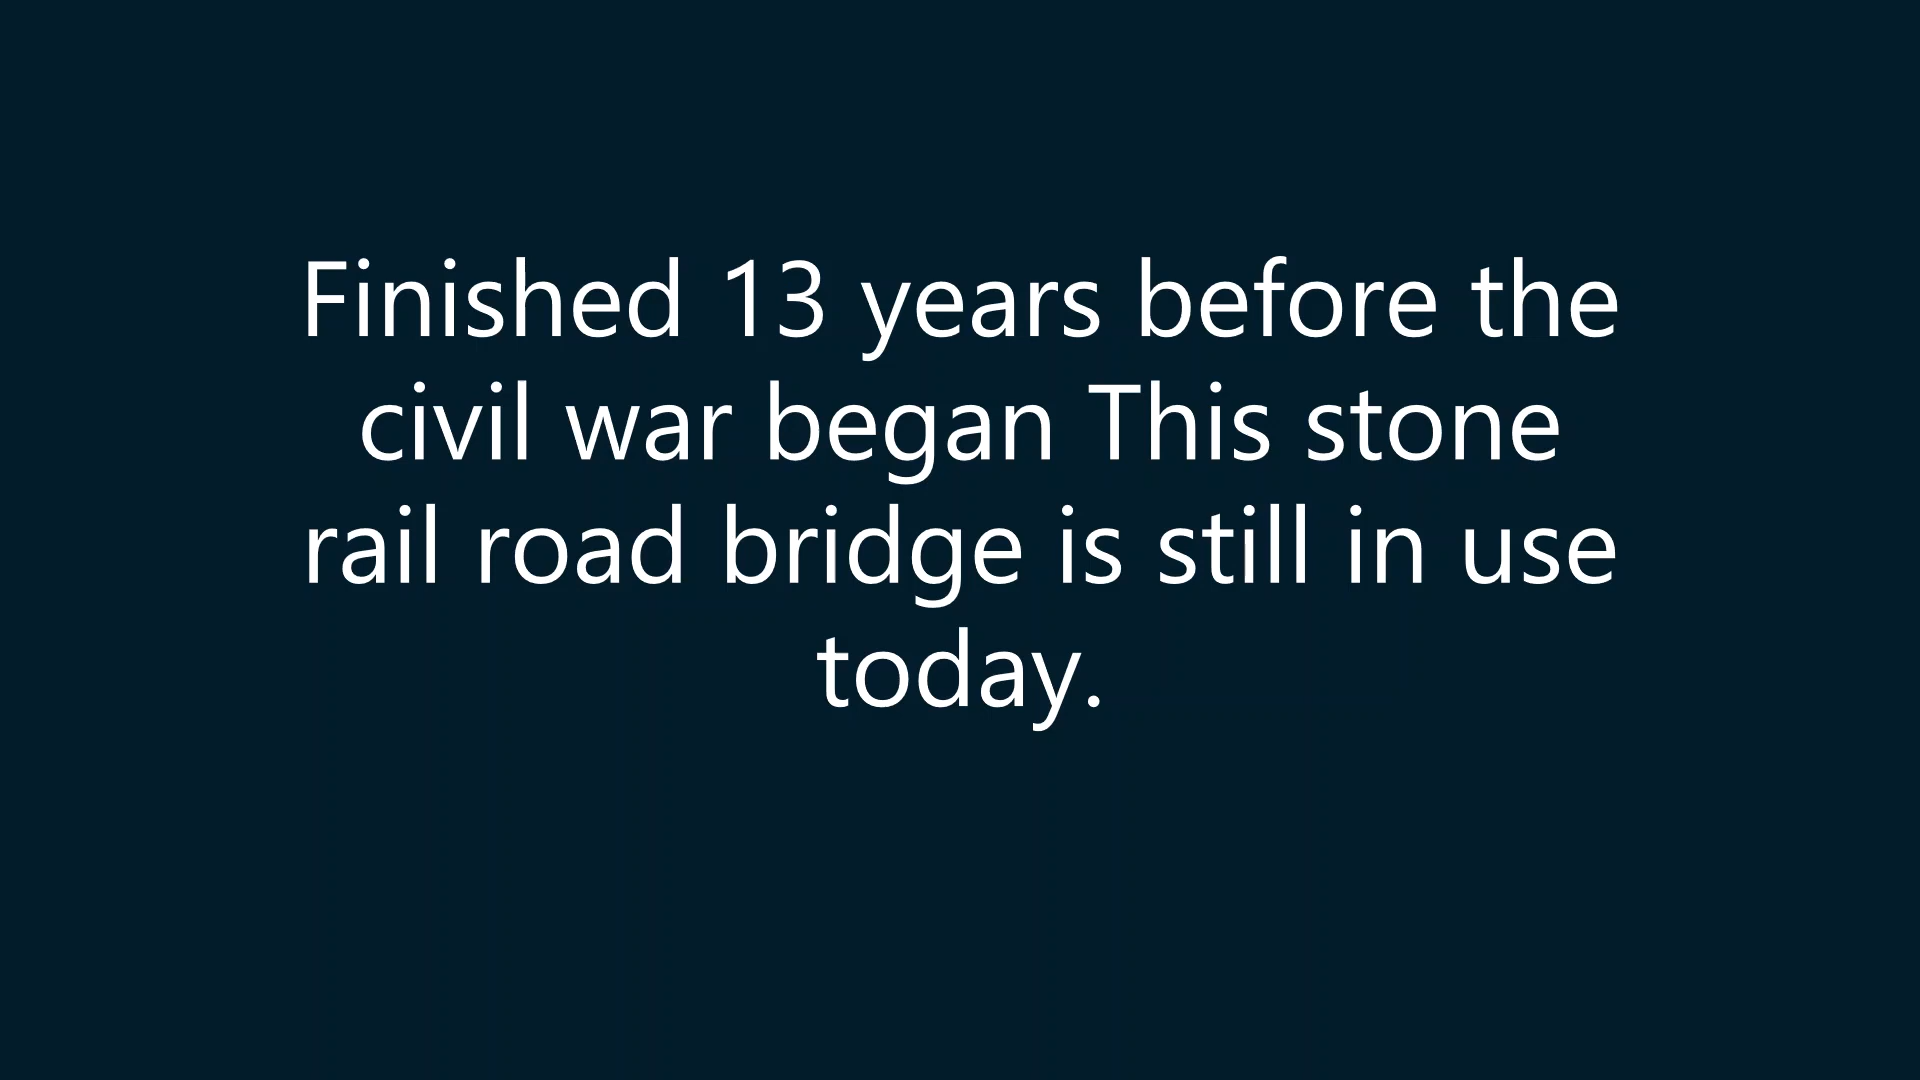 Finished 13 years before the
civil war began This stone
rail road bridge is still in use
today.